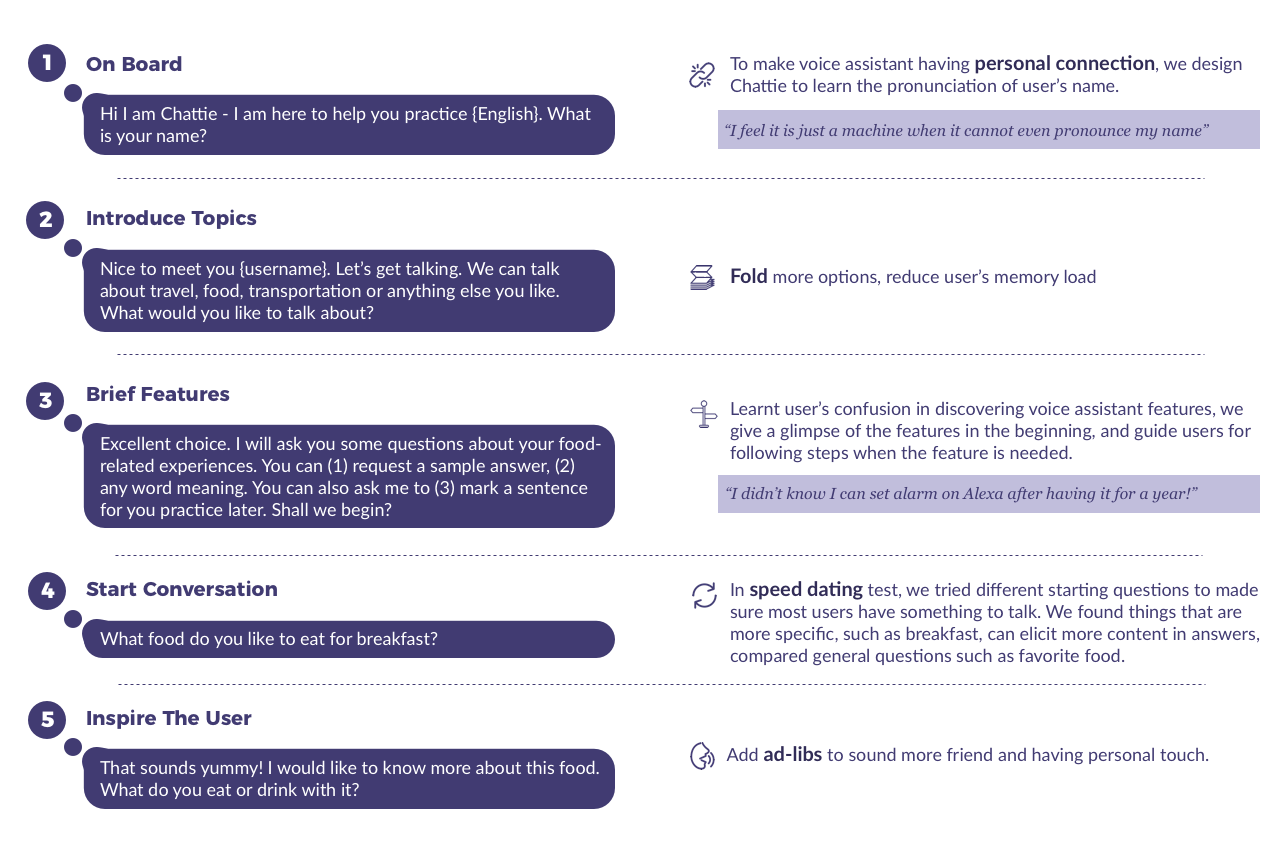 1
On Board
Hi I am Chattie - I am here to help you practice {English}. What
is your name?
To make voice assistant having personal connection, we design
Chattie to learn the pronunciation of user’s name.
“I feel it is just a machine when it cannot even pronounce my name”
2
Introduce Topics
Nice to meet you {username}. Let’s get talking. We can talk
about travel, food, transportation or anything else you like.
What would you like to talk about?
Fold more options, reduce user’s memory load
3
Brief Features
Excellent choice. I will ask you some questions about your food-
related experiences. You can (1) request a sample answer, (2)
any word meaning. You can also ask me to (3) mark a sentence
for you practice later. Shall we begin?
Learnt user’s confusion in discovering voice assistant features, we
give a glimpse of the features in the beginning, and guide users for
following steps when the feature is needed.
“I didn’t know I can set alarm on Alexa after having it for a year!”
4
Start Conversation
What food do you like to eat for breakfast?
In speed dating test, we tried different starting questions to made
sure most users have something to talk. We found things that are
more specific, such as breakfast, can elicit more content in answers,
compared general questions such as favorite food.
5
Inspire The User
That sounds yummy! I would like to know more about this food.
What do you eat or drink with it?
Add ad-libs to sound more friend and having personal touch.